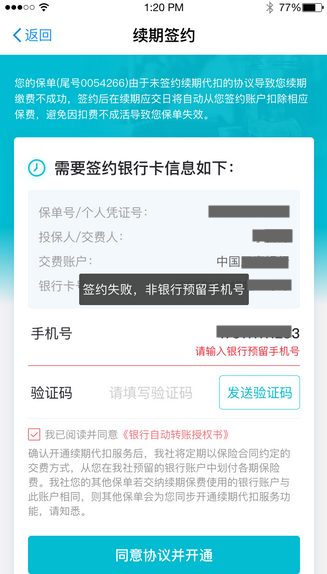 1:20 PM
77%
返回
续期签约
您的保单(尾号0054266)由于未签约续期代扣的协议导致您续期
缴费不成功，签约后在续期应交日将自动从您签约账户扣除相应
保费，避免因扣费不成活导致您保单失效。
需要签约银行卡信息如下：
保单号/个人凭证号：
投保人/交费人：
交费账户： 中国
银行卡号
签约失败，非银行预留手机号
手机号 3
请输入银行预留手机号
验证码 请填写验证码 发送验证码
我已阅读并同意《银行自动转账授权书》
确认开通续期代扣服务后，我社将定期以保险合同约定的
交费方式，从您在我社预留的银行账户中划付各期保险
费。我社您的其他保单若交纳续期保费使用的银行账户与
此账户相同，则其他保单会为您同步开通续期代扣服务功
能，请知悉。
同意协议并开通